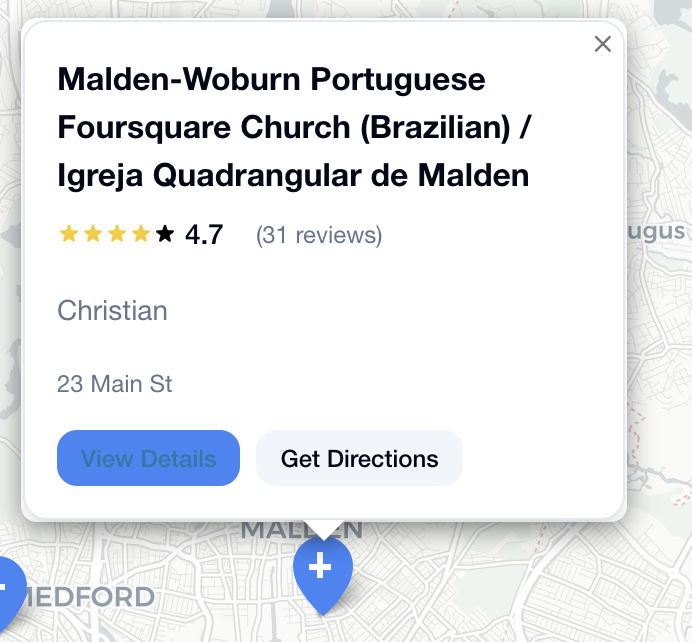 Malden-Woburn Portuguese
Foursquare Church (Brazilian) /
Igreja Quadrangular de Malden
4.7 (31 reviews)
ugus
Christian
23 Main St
View Details Get Directions
MALDEN
MEDFORD